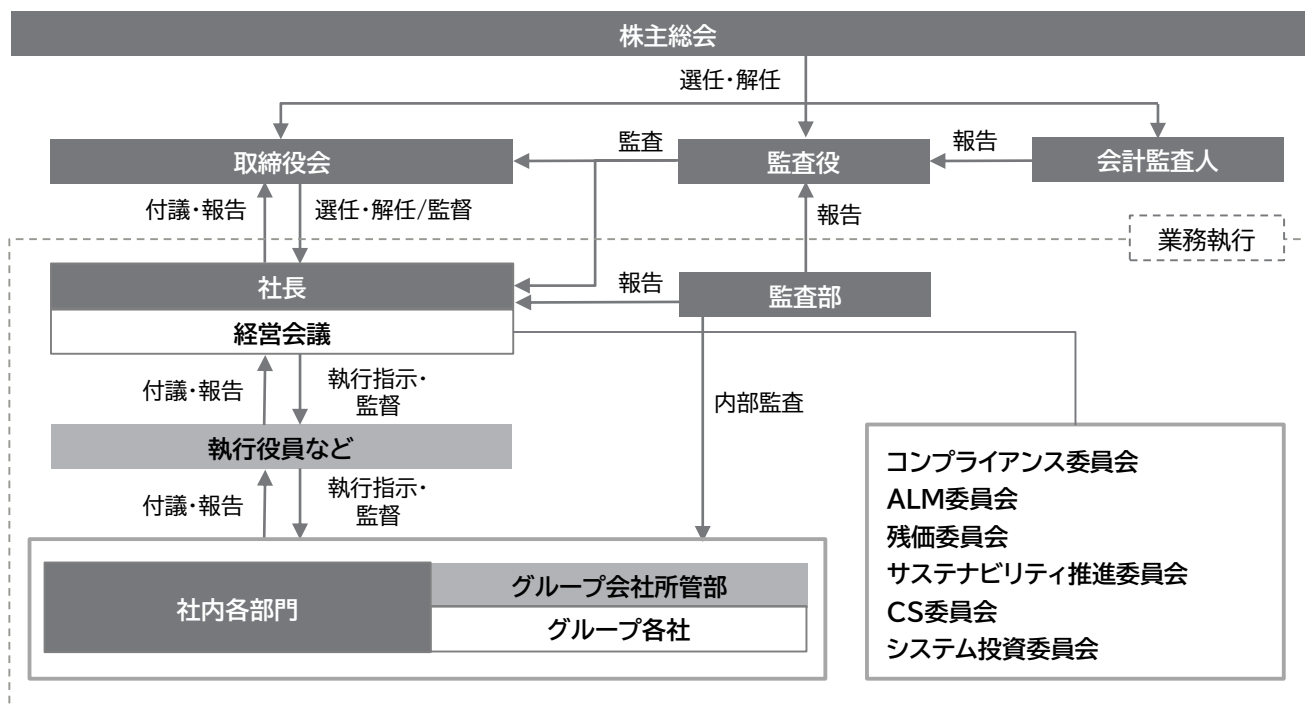 株主総会
選任・解任
取締役会
監査
監査役
報告
会計監査人
付議・報告
選任・解任/監督
報告
業務執行
社長
報告
監査部
経営会議
付議・報告
執行指示・
監督
内部監査
執行役員など
付議・報告
執行指示・
監督
コンプライアンス委員会
ALM委員会
残価委員会
サステナビリティ推進委員会
CS委員会
システム投資委員会
社内各部門
グループ会社所管部
グループ各社